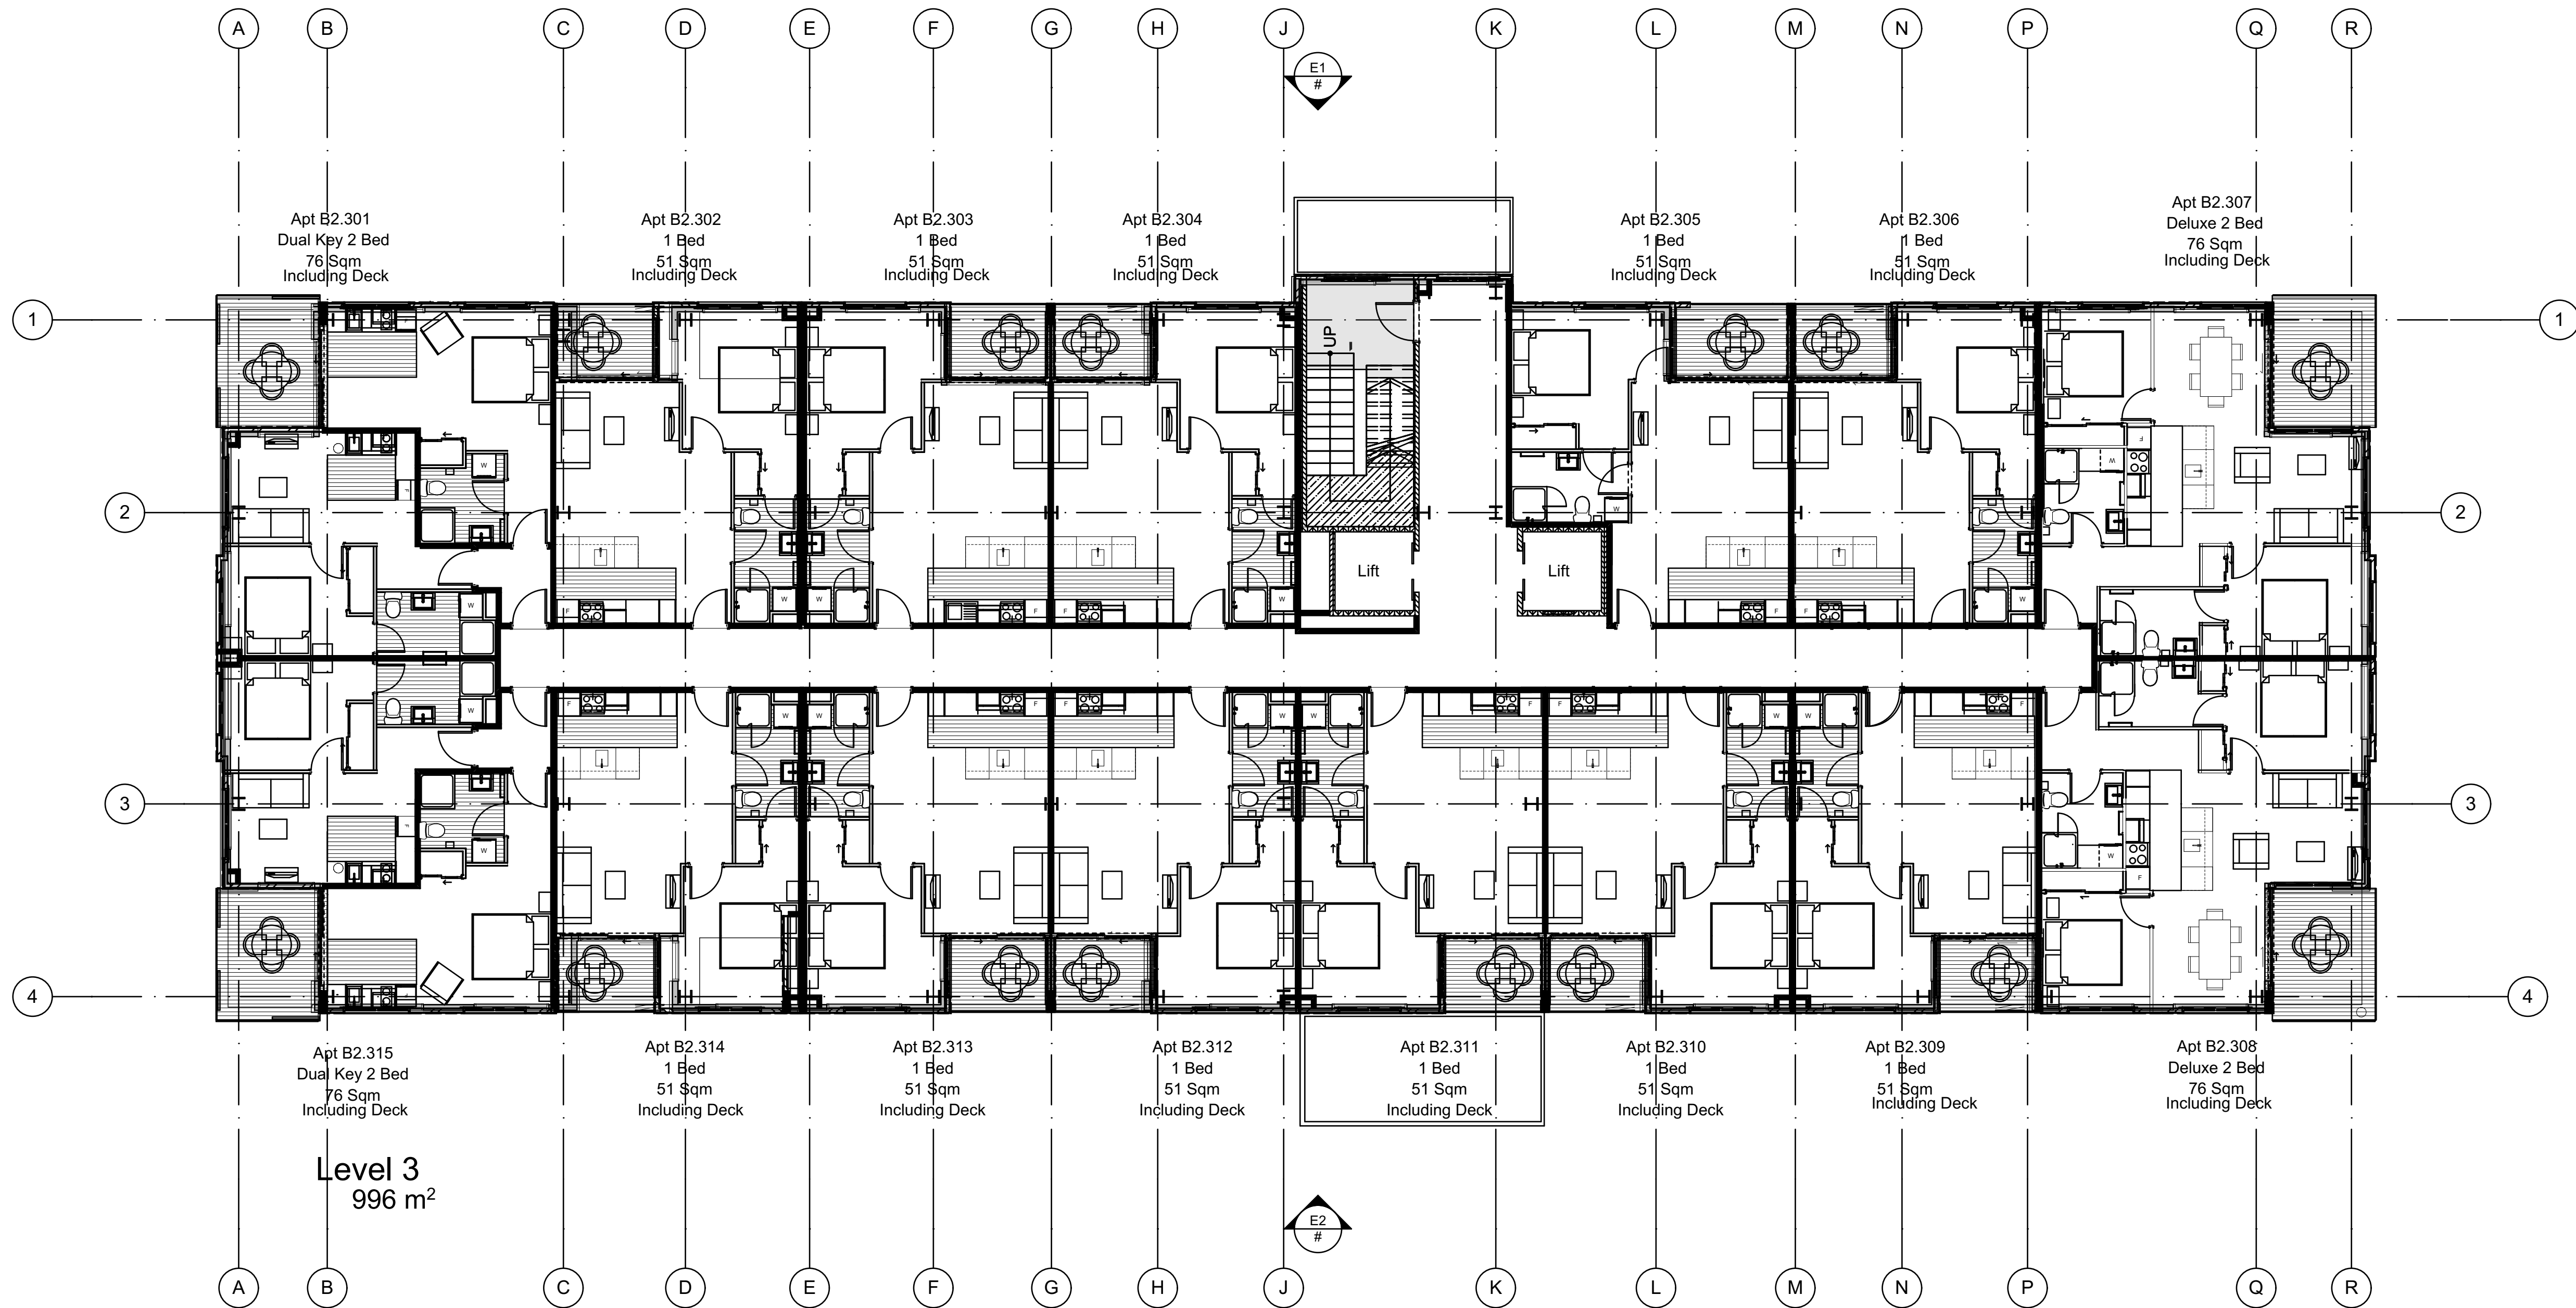 A B C D E F G H J K L M N P Q R
E1
#
Apt B2.301
Dual Key 2 Bed
76 Sqm
Including Deck
Apt B2.302
1 Bed
51 Sqm
Including Deck
Apt B2.303
1 Bed
51 Sqm
Including Deck
Apt B2.304
1 Bed
51 Sqm
Including Deck
Apt B2.305
1 Bed
51 Sqm
Including Deck
Apt B2.306
1 Bed
51 Sqm
Including Deck
Apt B2.307
Deluxe 2 Bed
76 Sqm
Including Deck
1 1
UP
2 2
Lift Lift
3 3
4 4
Apt B2.315
Dual Key 2 Bed
76 Sqm
Including Deck
Apt B2.314
1 Bed
51 Sqm
Including Deck
Apt B2.313
1 Bed
51 Sqm
Including Deck
Apt B2.312
1 Bed
51 Sqm
Including Deck
Apt B2.311
1 Bed
51 Sqm
Including Deck
Apt B2.310
1 Bed
51 Sqm
Including Deck
Apt B2.309
1 Bed
51 Sqm
Including Deck
Apt B2.308
Deluxe 2 Bed
76 Sqm
Including Deck
Level 3
996 m²
E2
#
A B C D E F G H J K L M N P Q R